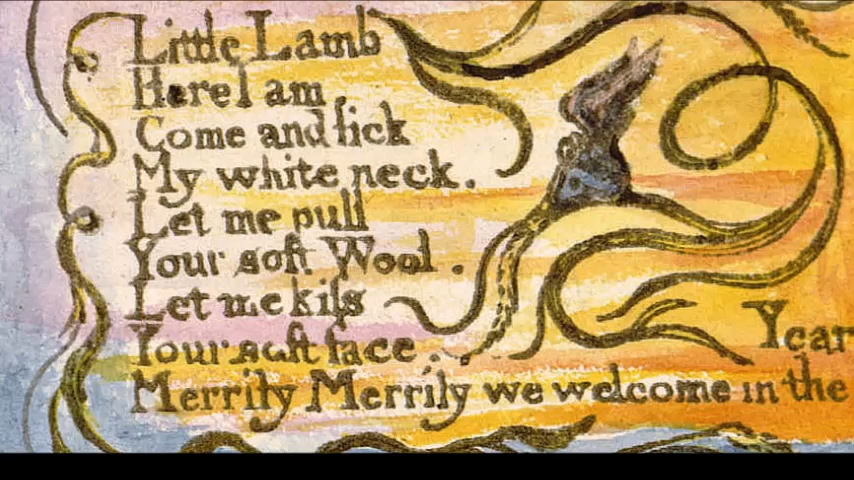 Little Lamb
Here I am
Come and lick
My white neck.
Let me pull
Your soft Wool.
Let me kiſs
Your soft face.
Merrily Merrily we welcome in the
Year